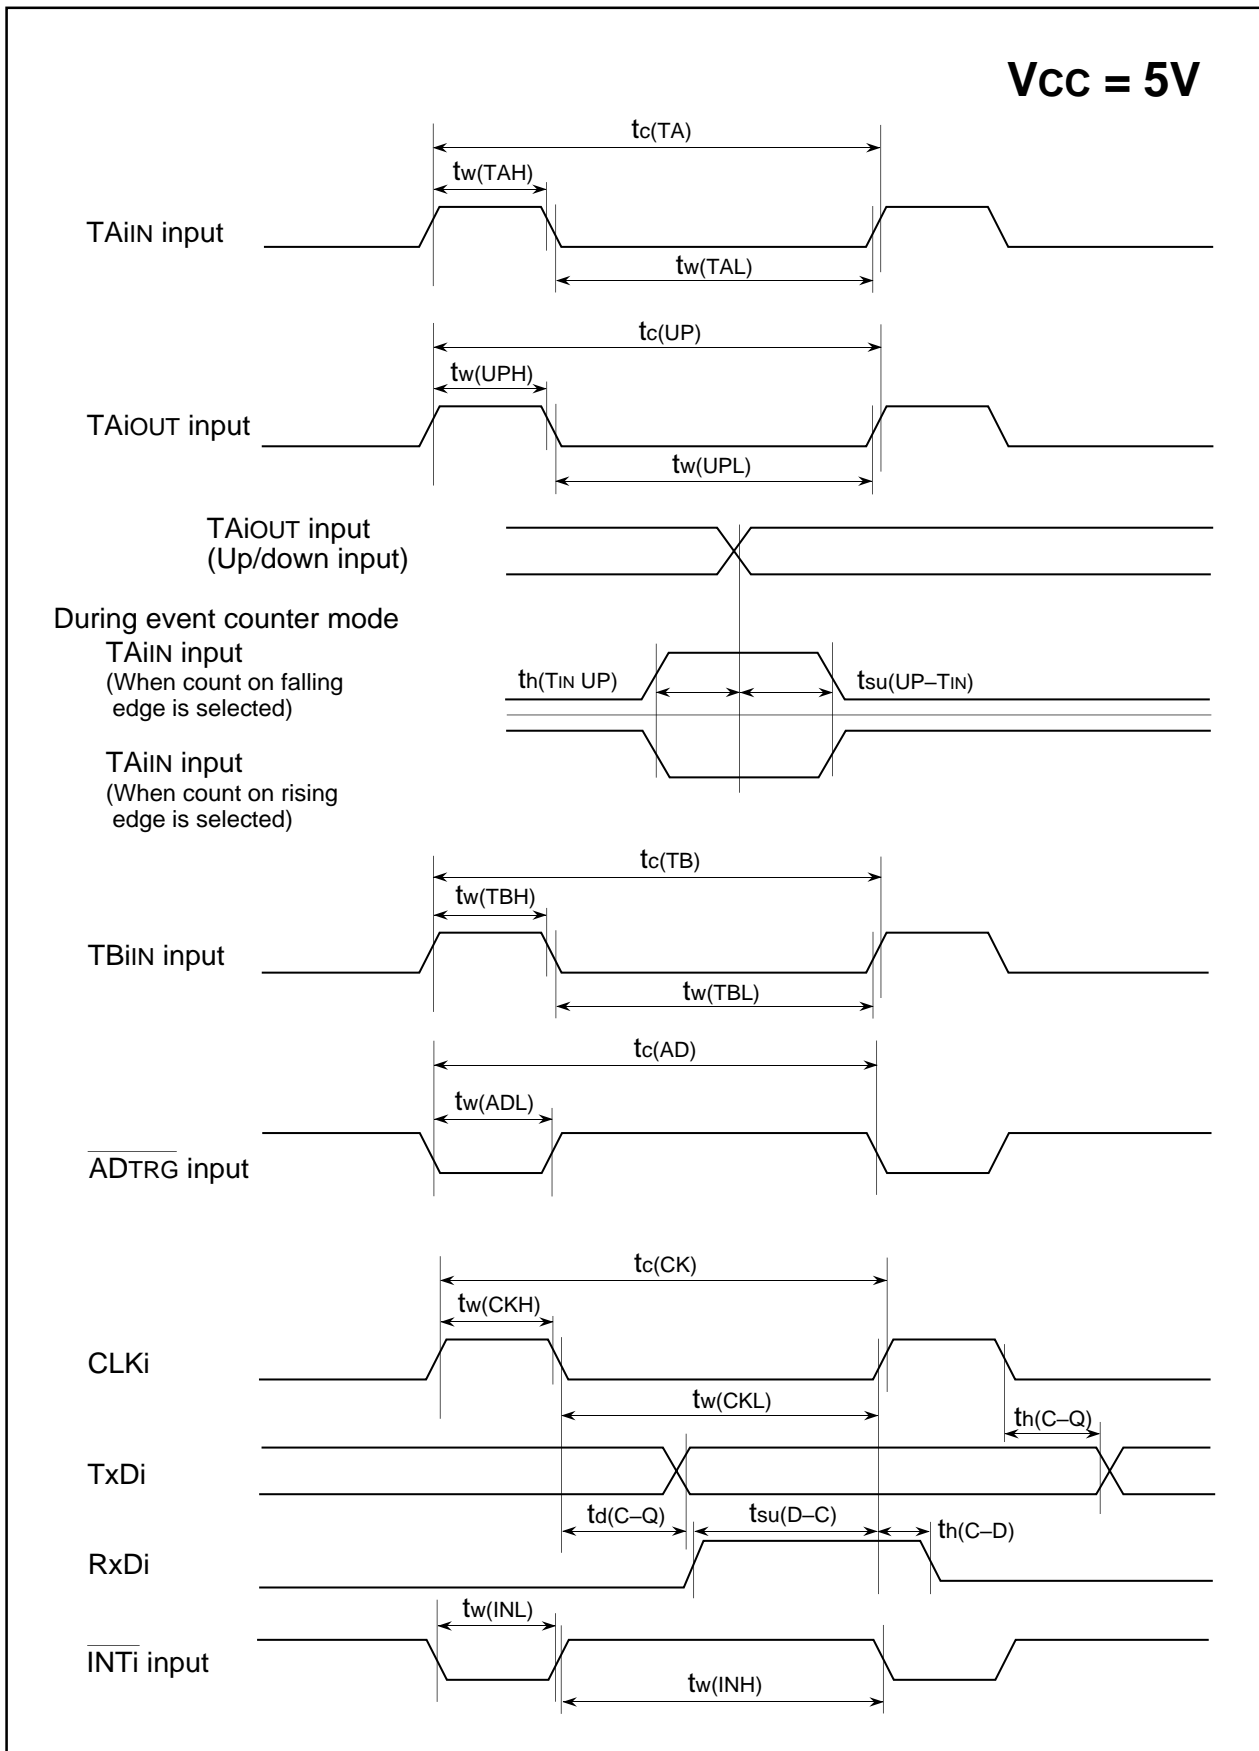 VCC = 5V
tc(TA)
tw(TAH)
TAiIN input
tw(TAL)
tc(UP)
tw(UPH)
TAiOUT input
tw(UPL)
TAiOUT input
(Up/down input)
During event counter mode
TAiIN input
(When count on falling
edge is selected)
th(TIN UP)
tsu(UP–TIN)
TAiIN input
(When count on rising
edge is selected)
tc(TB)
tw(TBH)
TBiIN input
tw(TBL)
tc(AD)
tw(ADL)
ADTRG input
tc(CK)
tw(CKH)
CLKi
tw(CKL)
th(C–Q)
TxDi
td(C–Q)
tsu(D–C)
th(C–D)
RxDi
tw(INL)
INTi input
tw(INH)